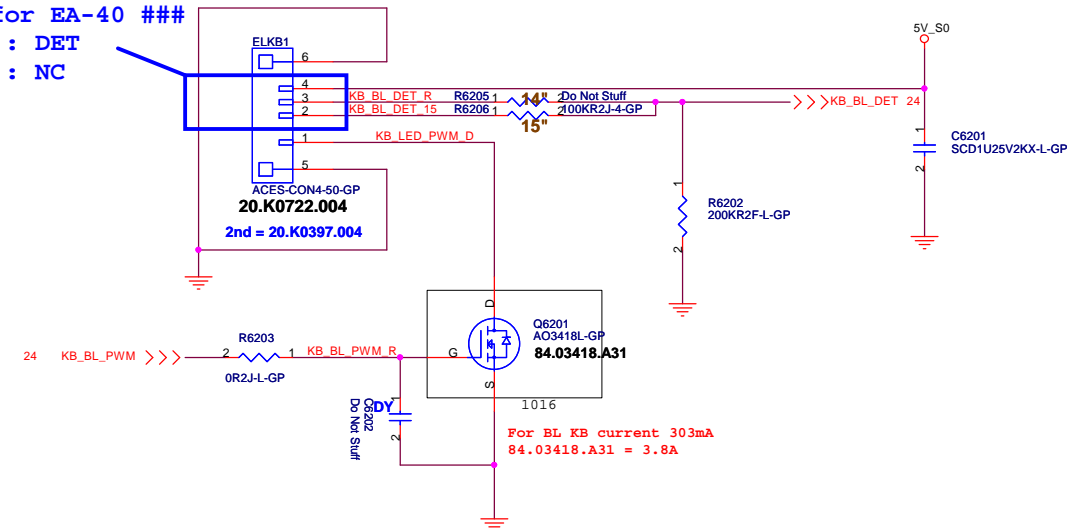 for EA-40 ###
: DET
: NC
ELKB1
6
4
3
2
1
5
KB_BL_DET_R
KB_BL_DET_15
KB_LED_PWM_D
R6205 1 14" 2 Do Not Stuff
R6206 1 15" 2 100KR2J-4-GP
KB_BL_DET 24
5V_S0
1
C6201
SCD1U25V2KX-L-GP
2
ACES-CON4-50-GP
20.K0722.004
2nd = 20.K0397.004
1
R6202
200KR2F-L-GP
2
D
Q6201
AO3418L-GP
84.03418.A31
G
S
1016
24 KB_BL_PWM
R6203
2 1
0R2J-L-GP
KB_BL_PWM_R
1
DY
C6202
Do Not Stuff
2
For BL KB current 303mA
84.03418.A31 = 3.8A